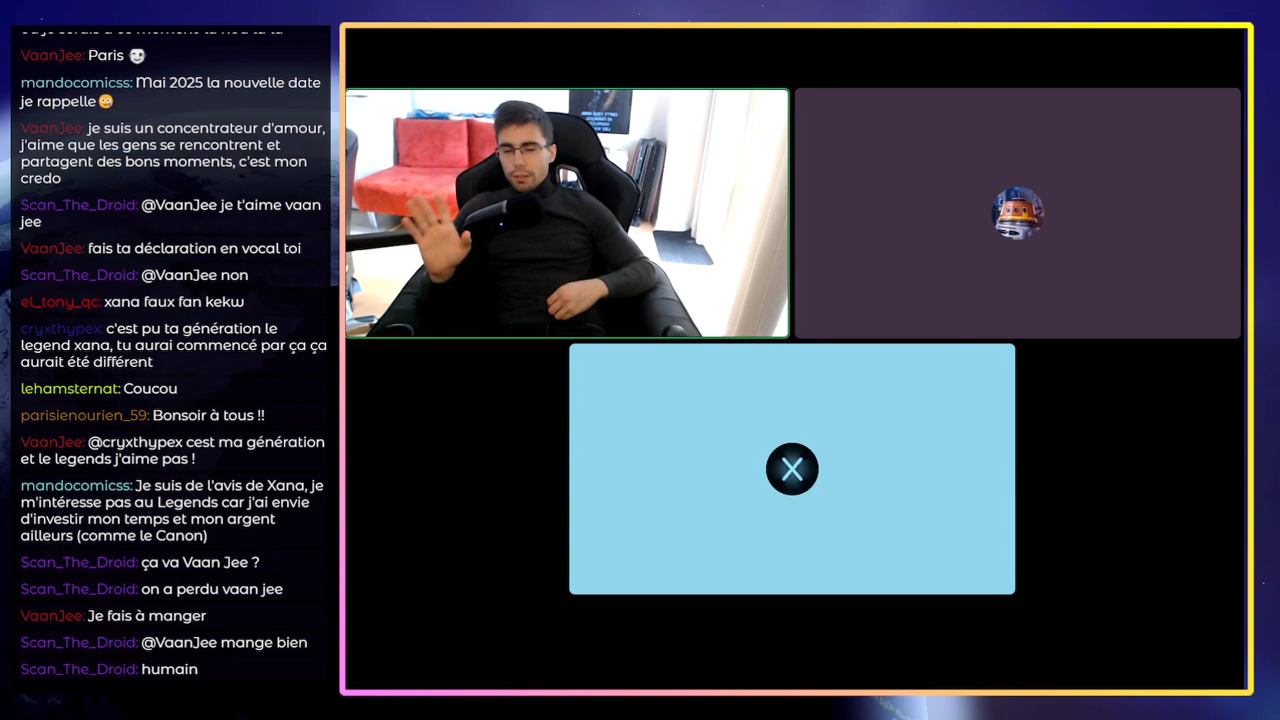 VaanJee: Paris
mandocomicss: Mai 2025 la nouvelle date
je rappelle
VaanJee: je suis un concentrateur d'amour,
j'aime que les gens se rencontrent et
partagent des bons moments, c'est mon
credo
Scan_The_Droid: @VaanJee je t'aime vaan
jee
VaanJee: fais ta déclaration en vocal toi
Scan_The_Droid: @VaanJee non
el_tony_qc: xana faux fan kekw
cryxthypex: c'est pu ta génération le
legend xana, tu aurai commencé par ça ça
aurait été différent
lehamsternat: Coucou
parisienourien_59: Bonsoir à tous !!
VaanJee: @cryxthypex cest ma génération
et le legends j'aime pas !
mandocomicss: Je suis de l'avis de Xana, je
m'intéresse pas au Legends car j'ai envie
d'investir mon temps et mon argent
ailleurs (comme le Canon)
Scan_The_Droid: ça va Vaan Jee ?
Scan_The_Droid: on a perdu vaan jee
VaanJee: Je fais à manger
Scan_The_Droid: @VaanJee mange bien
Scan_The_Droid: humain